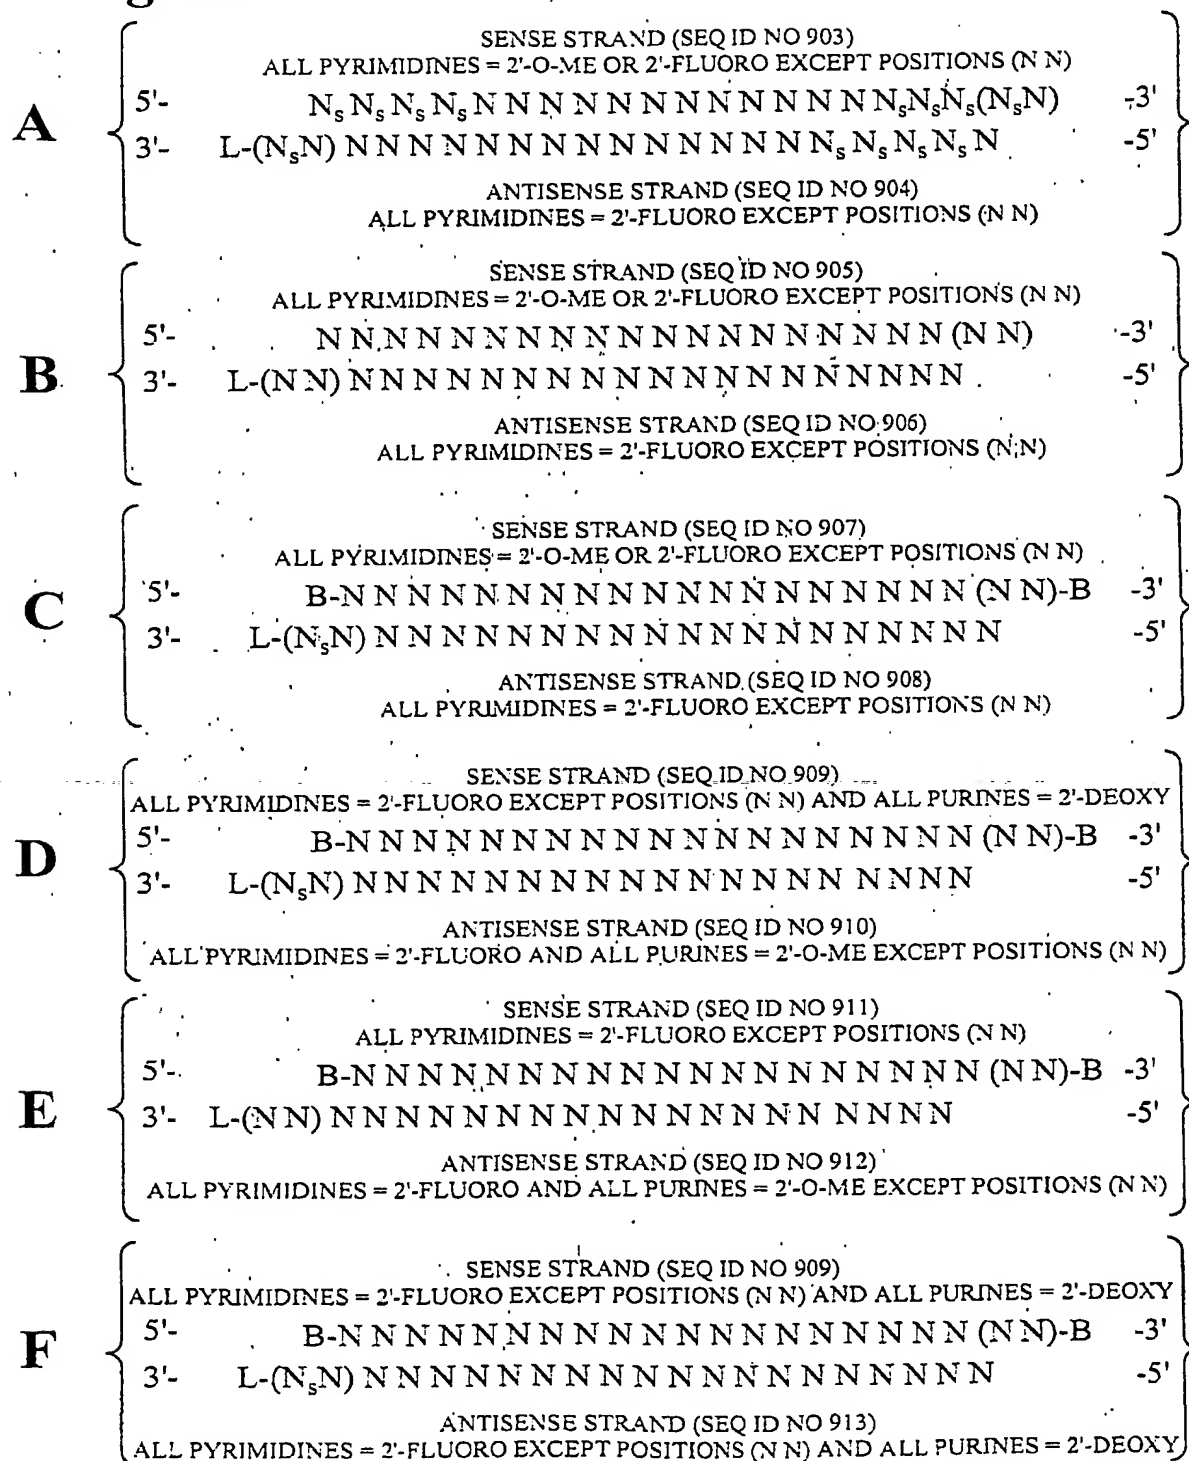 SENSE STRAND (SEQ ID NO 903)
ALL PYRIMIDINES = 2'-O-ME OR 2'-FLUORO EXCEPT POSITIONS (N N)
A
5'- NsNsNsNsN N N N N N N N N N N N NsNsNs(NsN) -3'
3'- L-(NsN) N N N N N N N N N N N N N N Ns Ns Ns Ns N -5'
ANTISENSE STRAND (SEQ ID NO 904)
ALL PYRIMIDINES = 2'-FLUORO EXCEPT POSITIONS (N N)
SENSE STRAND (SEQ ID NO 905)
ALL PYRIMIDINES = 2'-O-ME OR 2'-FLUORO EXCEPT POSITIONS (N N)
B
5'- N N N N N N N N N N N N N N N N N N N (N N) -3'
3'- L-(N N) N N N N N N N N N N N N N N N N N N N -5'
ANTISENSE STRAND (SEQ ID NO 906)
ALL PYRIMIDINES = 2'-FLUORO EXCEPT POSITIONS (N N)
SENSE STRAND (SEQ ID NO 907)
ALL PYRIMIDINES = 2'-O-ME OR 2'-FLUORO EXCEPT POSITIONS (N N)
C
5'- B-N N N N N N N N N N N N N N N N N N N (N N)-B -3'
3'- L-(NsN) N N N N N N N N N N N N N N N N N N N -5'
ANTISENSE STRAND (SEQ ID NO 908)
ALL PYRIMIDINES = 2'-FLUORO EXCEPT POSITIONS (N N)
SENSE STRAND (SEQ ID NO 909)
ALL PYRIMIDINES = 2'-FLUORO EXCEPT POSITIONS (N N) AND ALL PURINES = 2'-DEOXY
D
5'- B-N N N N N N N N N N N N N N N N N N N (N N)-B -3'
3'- L-(NsN) N N N N N N N N N N N N N N N N N N N -5'
ANTISENSE STRAND (SEQ ID NO 910)
ALL PYRIMIDINES = 2'-FLUORO AND ALL PURINES = 2'-O-ME EXCEPT POSITIONS (N N)
SENSE STRAND (SEQ ID NO 911)
ALL PYRIMIDINES = 2'-FLUORO EXCEPT POSITIONS (N N)
E
5'- B-N N N N N N N N N N N N N N N N N N N (N N)-B -3'
3'- L-(N N) N N N N N N N N N N N N N N N N N N N -5'
ANTISENSE STRAND (SEQ ID NO 912)
ALL PYRIMIDINES = 2'-FLUORO AND ALL PURINES = 2'-O-ME EXCEPT POSITIONS (N N)
SENSE STRAND (SEQ ID NO 909)
ALL PYRIMIDINES = 2'-FLUORO EXCEPT POSITIONS (N N) AND ALL PURINES = 2'-DEOXY
F
5'- B-N N N N N N N N N N N N N N N N N N N (N N)-B -3'
3'- L-(NsN) N N N N N N N N N N N N N N N N N N N -5'
ANTISENSE STRAND (SEQ ID NO 913)
ALL PYRIMIDINES = 2'-FLUORO EXCEPT POSITIONS (N N) AND ALL PURINES = 2'-DEOXY